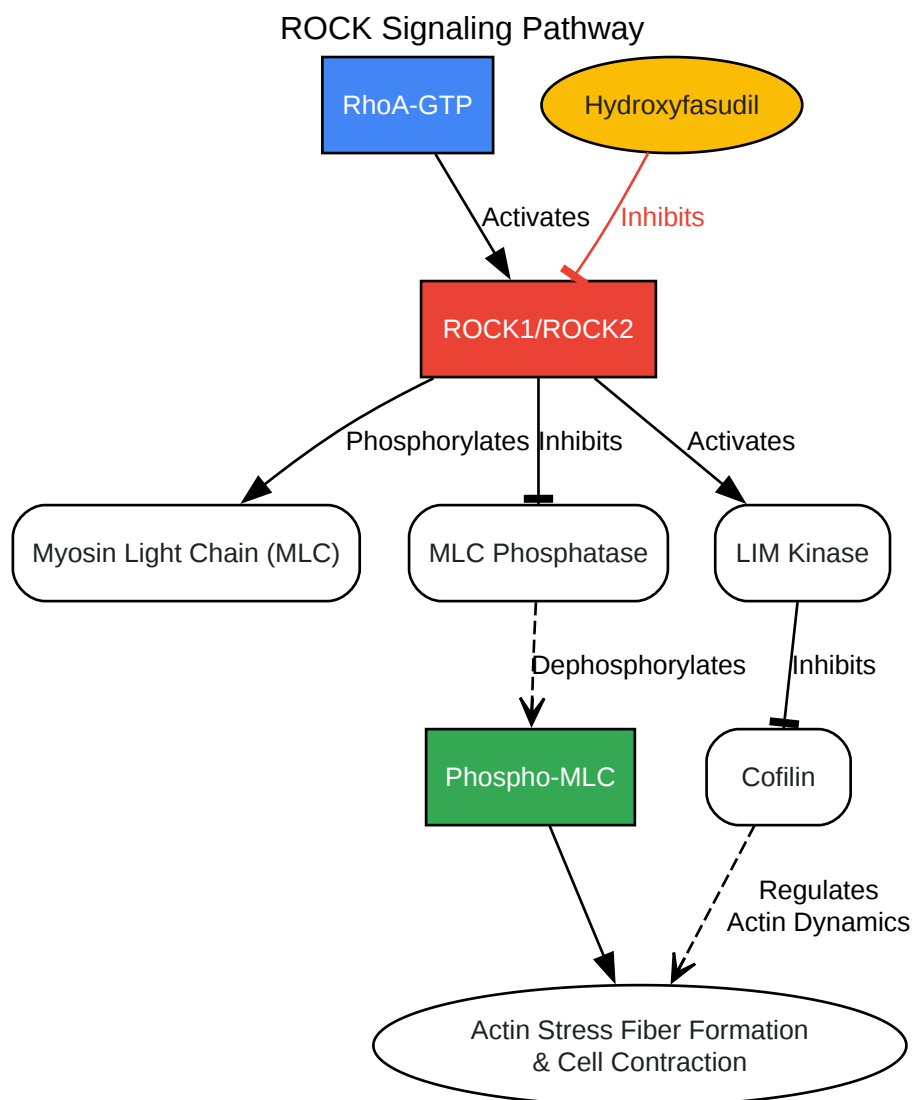 ROCK Signaling Pathway
RhoA-GTP
Hydroxyfasudil
Activates
Inhibits
ROCK1/ROCK2
Phosphorylates
Inhibits
Activates
Myosin Light Chain (MLC)
MLC Phosphatase
LIM Kinase
Dephosphorylates
Inhibits
Phospho-MLC
Cofilin
Regulates
Actin Dynamics
Actin Stress Fiber Formation
& Cell Contraction